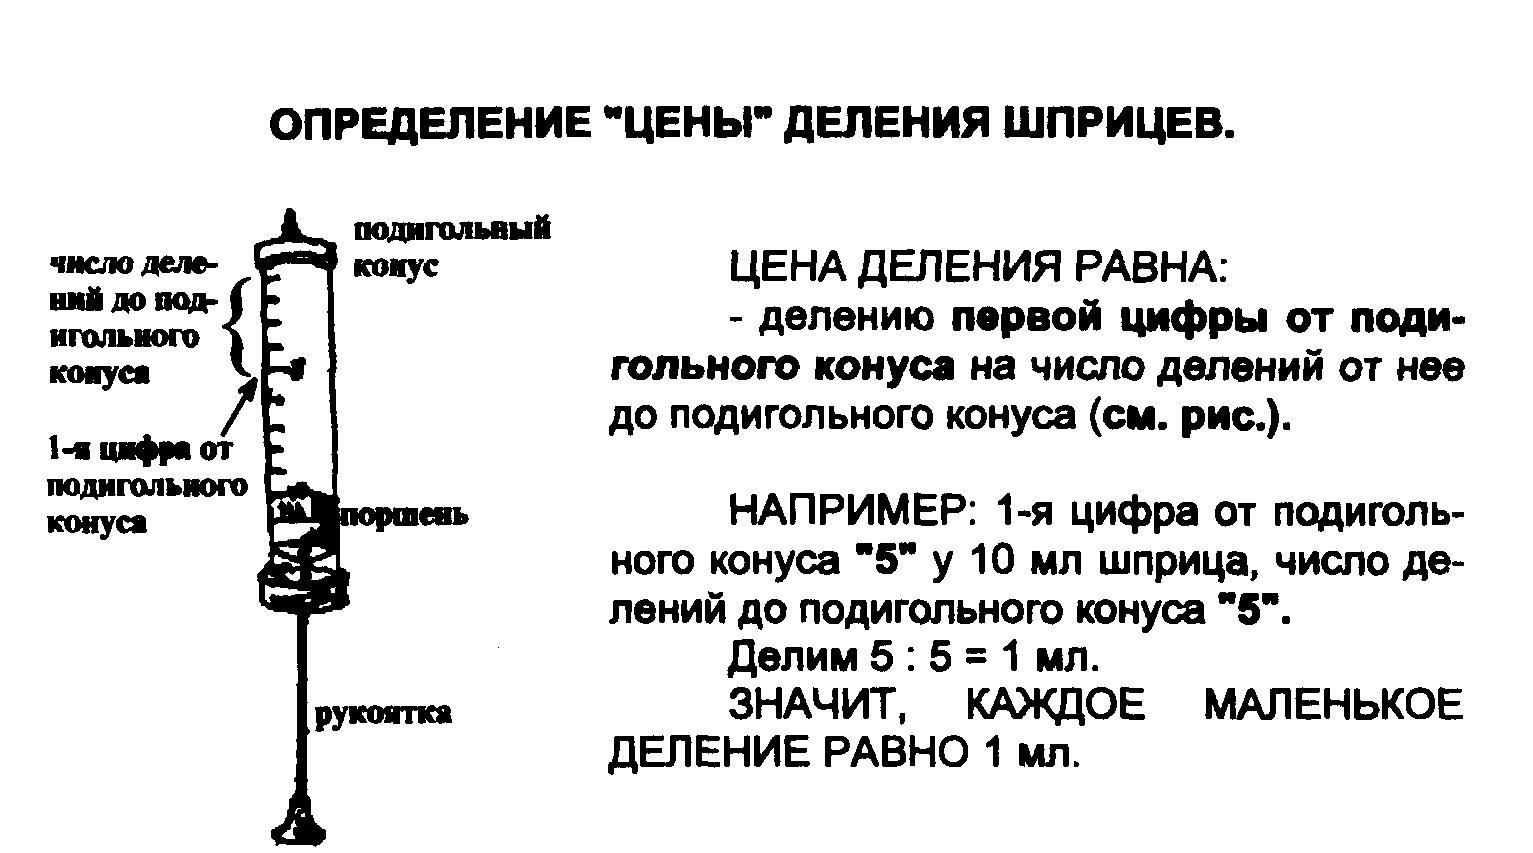 ОПРЕДЕЛЕНИЕ "ЦЕНЫ" ДЕЛЕНИЯ ШПРИЦЕВ.
подигольный
конус
число деле-
ний до под-
игольного
конуса
1-я цифра от
подигольного
конуса
поршень
рукоятка
ЦЕНА ДЕЛЕНИЯ РАВНА:
- делению первой цифры от поди-
гольного конуса на число делений от нее
до подигольного конуса (см. рис.).
НАПРИМЕР: 1-я цифра от подиголь-
ного конуса "5" у 10 мл шприца, число де-
лений до подигольного конуса "5".
Делим 5 : 5 = 1 мл.
ЗНАЧИТ, КАЖДОЕ МАЛЕНЬКОЕ
ДЕЛЕНИЕ РАВНО 1 мл.